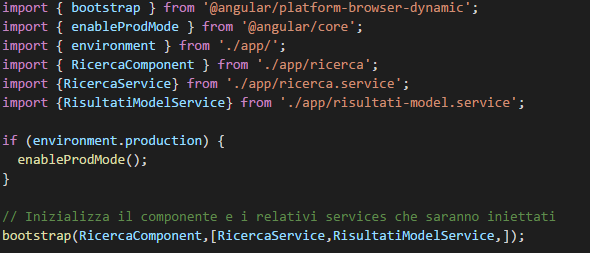 import { bootstrap } from '@angular/platform-browser-dynamic';
import { enableProdMode } from '@angular/core';
import { environment } from './app/';
import { RicercaComponent } from './app/ricerca';
import {RicercaService} from './app/ricerca.service';
import {RisultatiModelService} from './app/risultati-model.service';
if (environment.production) {
enableProdMode();
}
// Inizializza il componente e i relativi services che saranno iniettati
bootstrap(RicercaComponent,[RicercaService,RisultatiModelService,]);